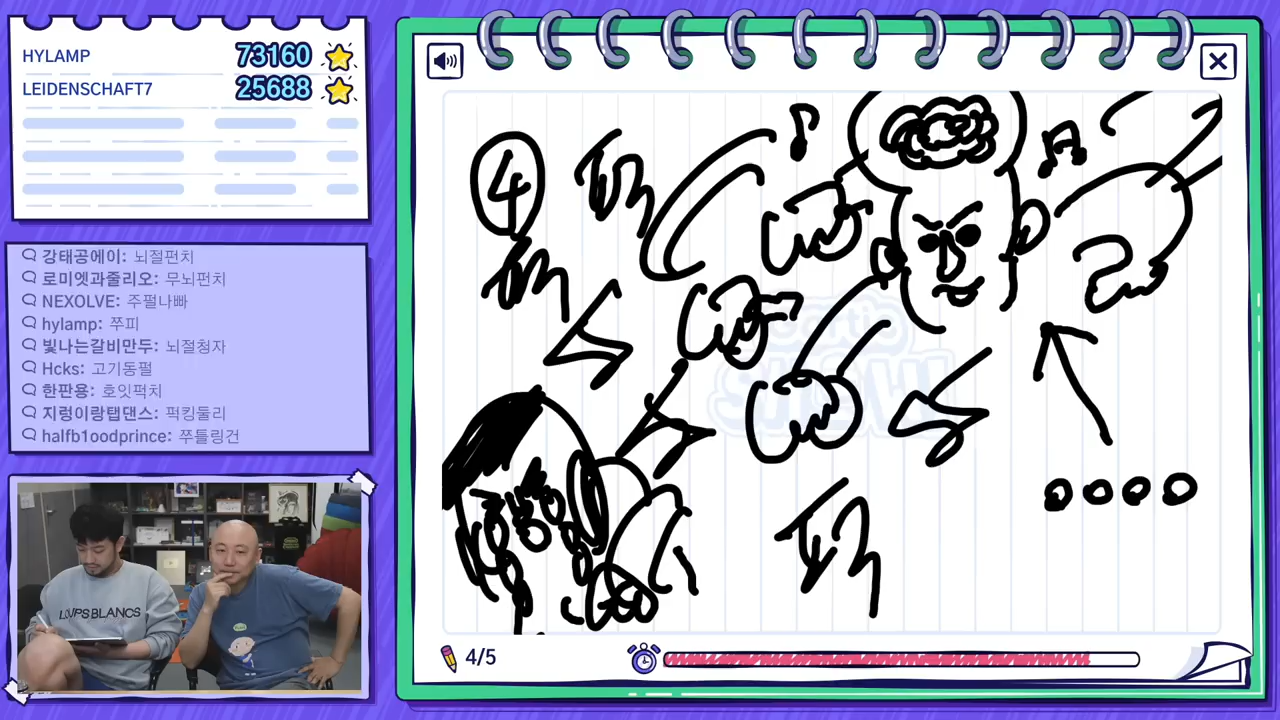 HYLAMP 73160
LEIDENSCHAFT7 25688
강태공에이: 뇌절펀치
로미엣과줄리오: 무뇌펀치
NEXOLVE: 주펄나빠
hylamp: 쭈피
빛나는갈비만두: 뇌절청자
Hcks: 고기동펄
한판용: 호잇퍽치
지렁이랑탭댄스: 퍽킹둘리
halfb1oodprince: 쭈틀링건
LOUPSBLANCS
4
4/5